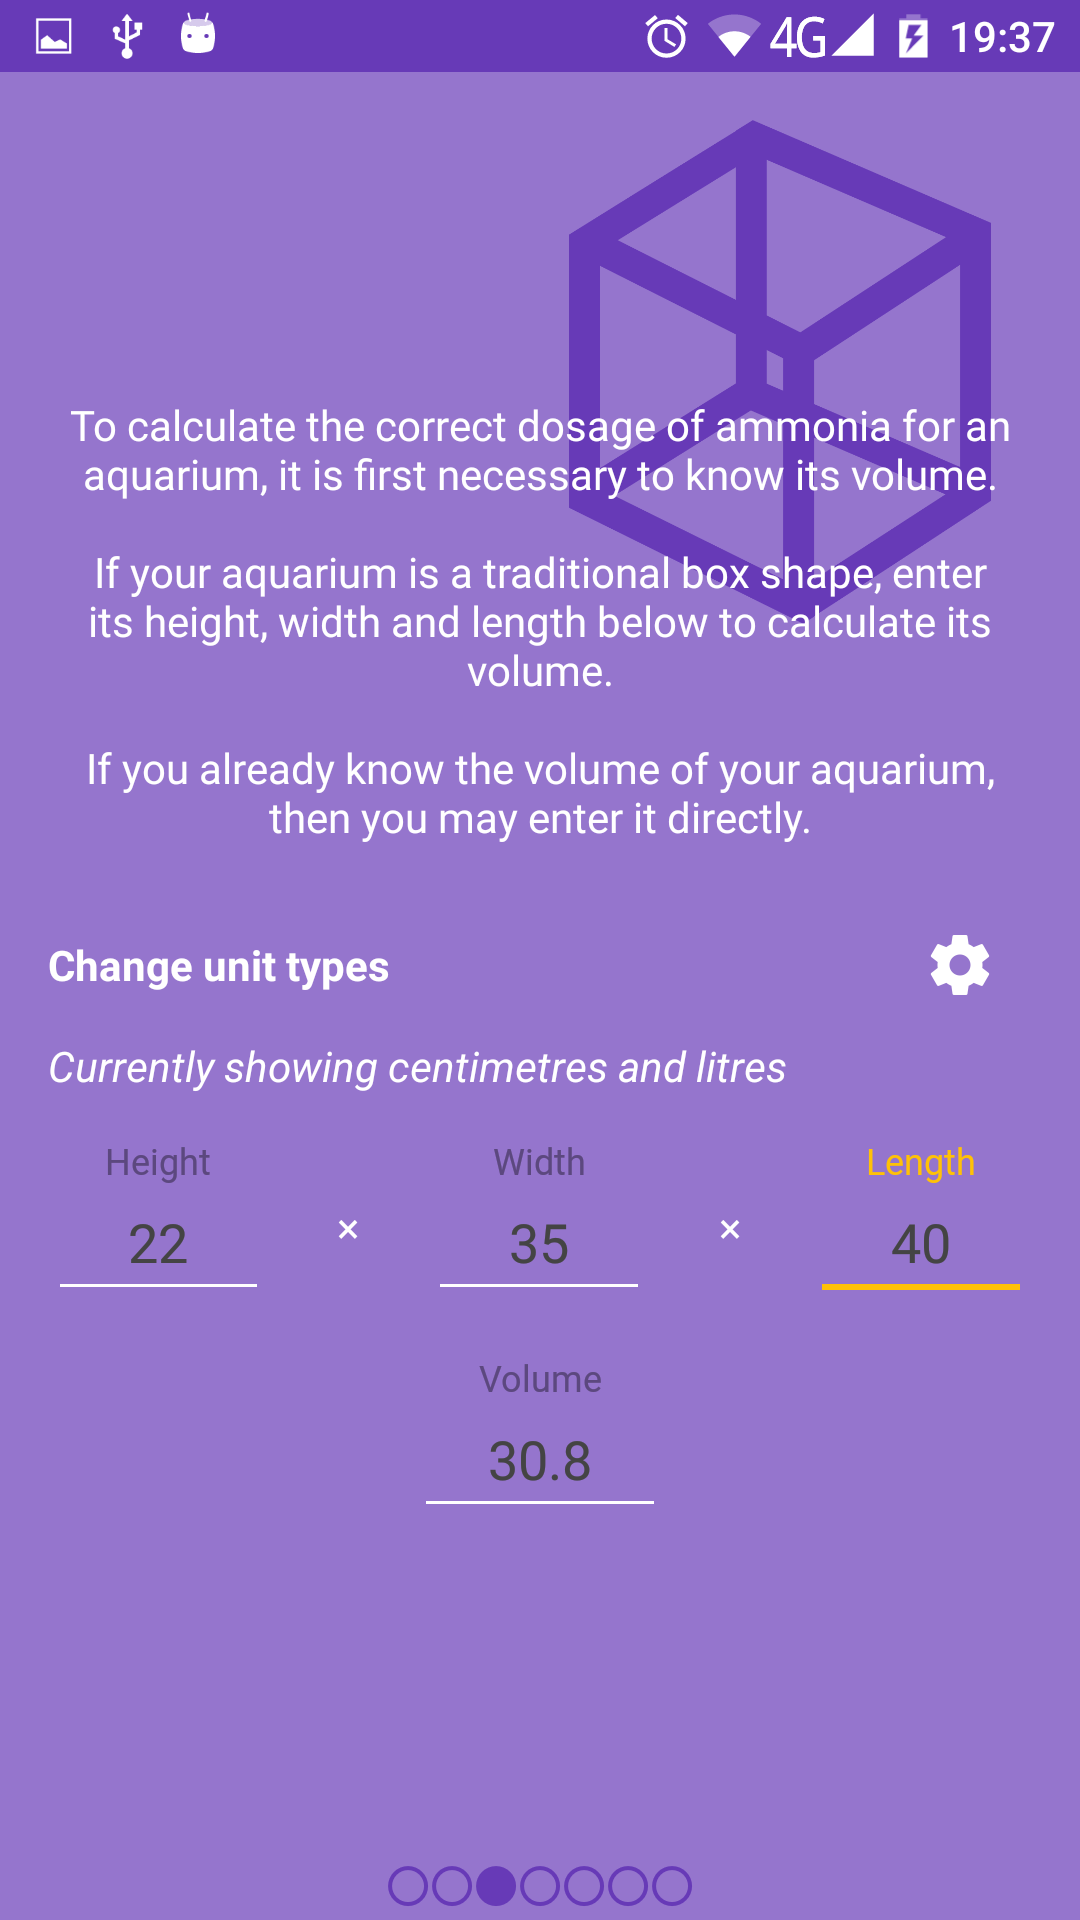 4G 19:37
To calculate the correct dosage of ammonia for an
aquarium, it is first necessary to know its volume.
If your aquarium is a traditional box shape, enter
its height, width and length below to calculate its
volume.
If you already know the volume of your aquarium,
then you may enter it directly.
Change unit types
Currently showing centimetres and litres
Height Width Length
22 × 35 × 40
Volume
30.8